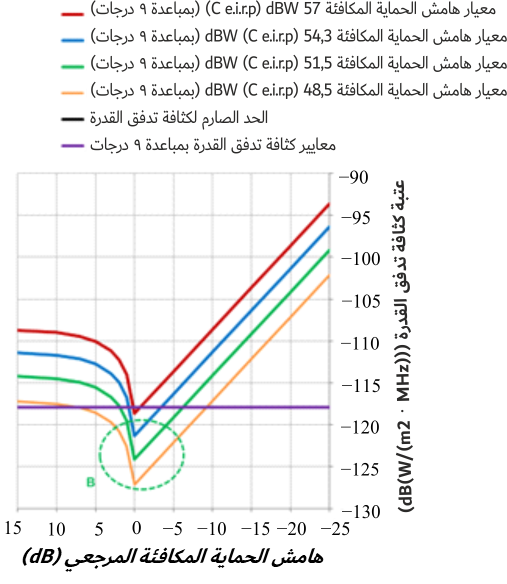 معيار هامش الحماية المكافئة 57 dBW (C e.i.r.p) (بمباعدة ٩ درجات)
معيار هامش الحماية المكافئة 54,3 dBW (C e.i.r.p) (بمباعدة ٩ درجات)
معيار هامش الحماية المكافئة 51,5 dBW (C e.i.r.p) (بمباعدة ٩ درجات)
معيار هامش الحماية المكافئة 48,5 dBW (C e.i.r.p) (بمباعدة ٩ درجات)
الحد الصارم لكثافة تدفق القدرة
معايير كثافة تدفق القدرة بمباعدة ٩ درجات
−90
−95
−100
−105
−110
−115
−120
−125
−130
عتبة كثافة تدفق القدرة (((dB(W/(m2 · MHz)
B
15 10 5 0 −5 −10 −15 −20 −25
هامش الحماية المكافئة المرجعي (dB)